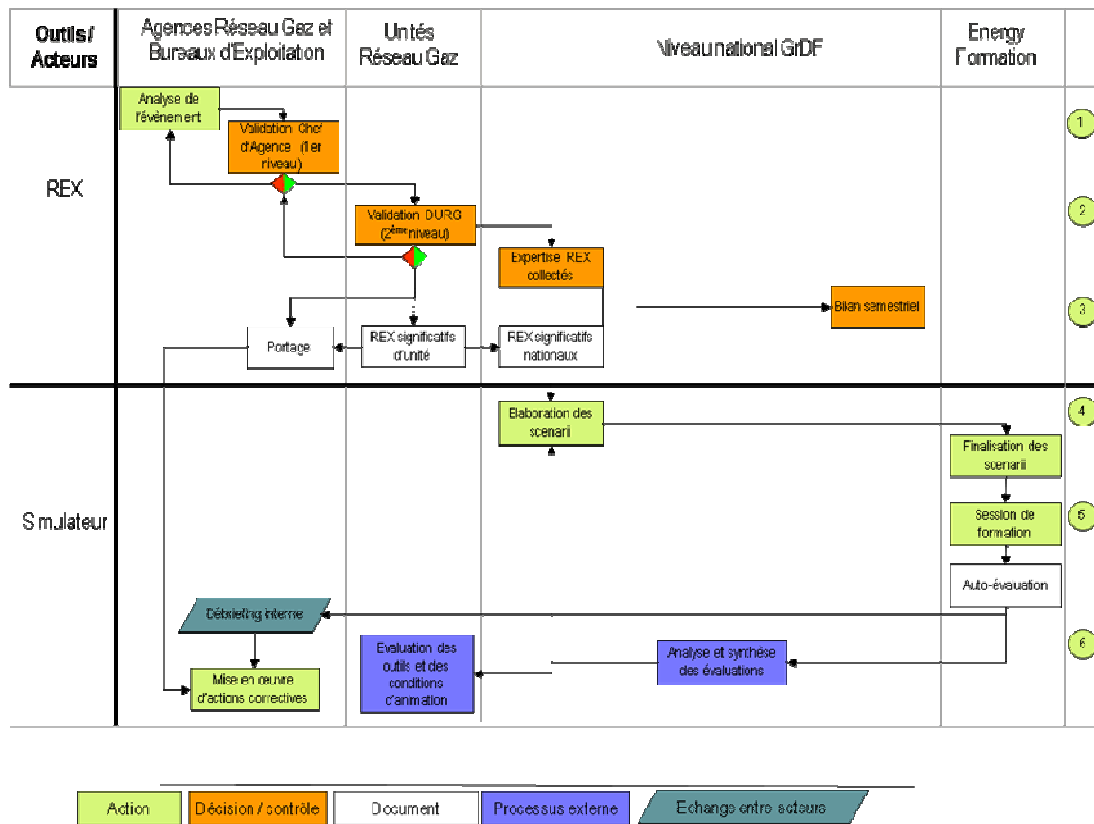 Outils/
Acteurs
Agences Réseau Gaz et
Bureaux d'Exploitation
Untés
Réseau Gaz
Niveau national GrDF
Energy
Formation
REX
Analyse de
l'évènement
Validation Chef
d'Agence (1er
niveau)
1
Validation DURG
(2ème niveau)
2
Expertise REX
collectés
Bilan semestriel
3
Portage
REX significatifs
d'unité
REX significatifs
nationaux
Simulateur
Elaboration des
scenarii
4
Finalisation des
scenarii
Session de
formation
5
Auto-évaluation
Débriefing interne
Evaluation des
outils et des
conditions
d'animation
Analyse et synthèse
des évaluations
6
Mise en œuvre
d'actions correctives
Action
Décision / contrôle
Document
Processus externe
Echange entre acteurs